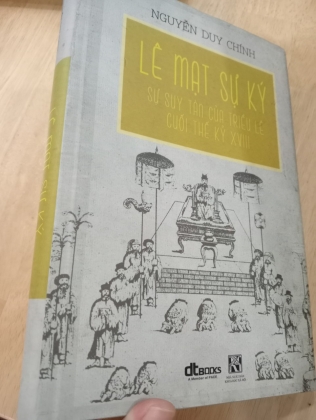 NGUYỄN DUY CHÍNH
LÊ MẠT SỰ KÝ
SỰ SUY TÀN CỦA TRIỀU LÊ
CUỐI THẾ KỶ XVIII
dtBOOKS